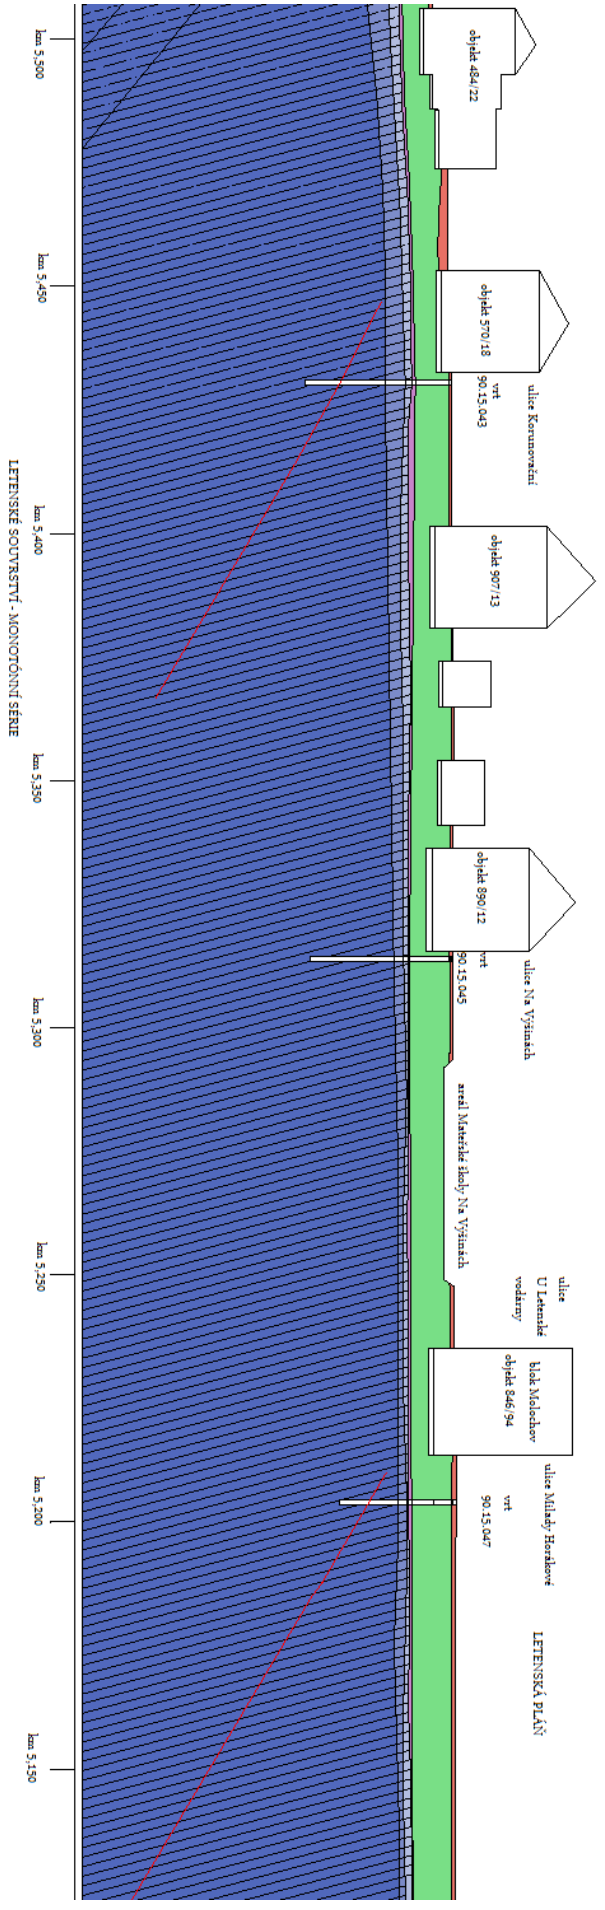 km 5,500
km 5,450
km 5,400
km 5,350
km 5,300
km 5,250
km 5,200
km 5,150
LETENSKÉ SOUVRSTVÍ - MONOTÓNNÍ SÉRIE
objekt 484/22
objekt 570/18
vrt
90.15.043
ulice Korunovační
objekt 907/13
objekt 890/12
vrt
90.15.045
ulice Na Výšinách
areál Mateřské školy Na Výšinách
ulice
U Letenské
vodárny
blok Molochov
objekt 846/94
ulice Milady Horákové
vrt
90.15.047
LETENSKÁ PLÁŇ